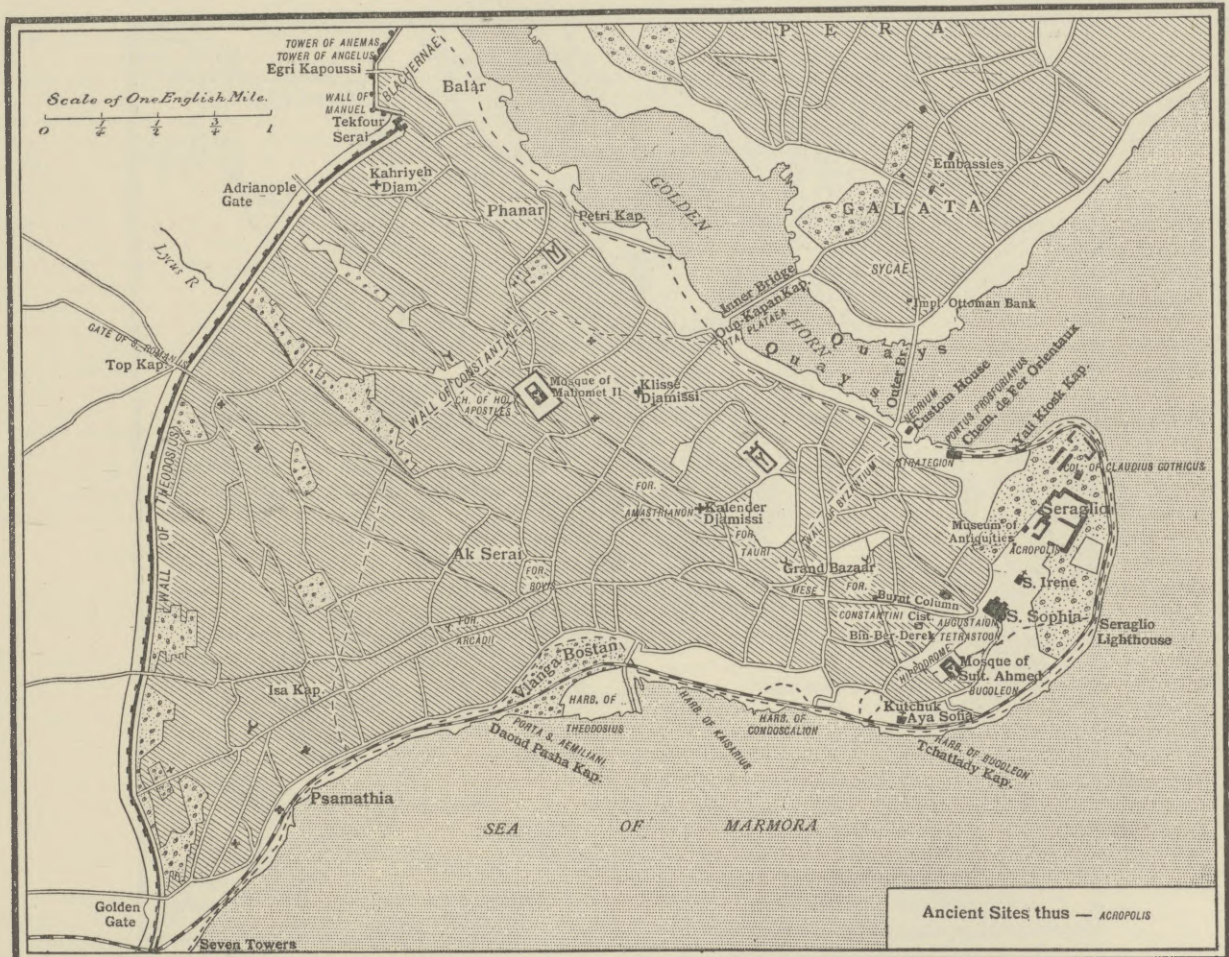 PERA
TOWER OF ANEMAS
TOWER OF ANGELUS
Egri Kapoussi
BLACHERNAE
Balar
Scale of One English Mile.
0 1/4 1/2 3/4 1
WALL OF
MANUEL
Tekfour
Serai
Embassies
Kahriyeh
Djam.
Adrianople
Gate
GOLDEN
GALATA
Phanar
Petri Kap.
Lycus R
SYCAE
Inner Bridge
Oun-Kapan Kap.
PLATAEA
HORN
Impl. Ottoman Bank
Quays
Quays
Outer Br.
GATE OF S. ROMANUS
Top Kap.
WALL OF CONSTANTINE
Mosque of
Mahomet II
CH. OF HOLY
APOSTLES
Klisse
Djamissi
NEORIUM
Custom House
PORTUS PROSFORIANUS
Chem. de Fer Orientaux
Yali Kiosk Kap.
STRATEGION
COL. OF CLAUDIUS GOTHICUS
WALL OF THEODOSIUS
WALL OF BYZANTIUM
FOR.
AMASTRIANON
Kalender
Djamissi
Seraglio
Museum of
Antiquities
ACROPOLIS
FOR
TAURI
Ak Serai
FOR.
BOVI
Grand Bazaar
MESE
FOR.
CONSTANTINI
Burnt Column
S. Irene
Cist.
Bin-Ber-Derek
AUGUSTAION
TETRASTOON
S. Sophia
Seraglio
Lighthouse
FOR.
ARCADII
HIPPODROME
Mosque of
Sult. Ahmed
BUCOLEON
Isa Kap.
Vlanga Bostan
HARB. OF
THEODOSIUS
PORTA S. AEMILIANI
Daoud Pasha Kap.
HARB. OF KAISARIUS.
HARB. OF
CONDOSCALION
Kutchuk
Aya Sofia
HARB. OF BUCOLEON
Tchatlady Kap.
Psamathia
SEA OF MARMORA
Golden
Gate
Seven Towers
Ancient Sites thus — ACROPOLIS